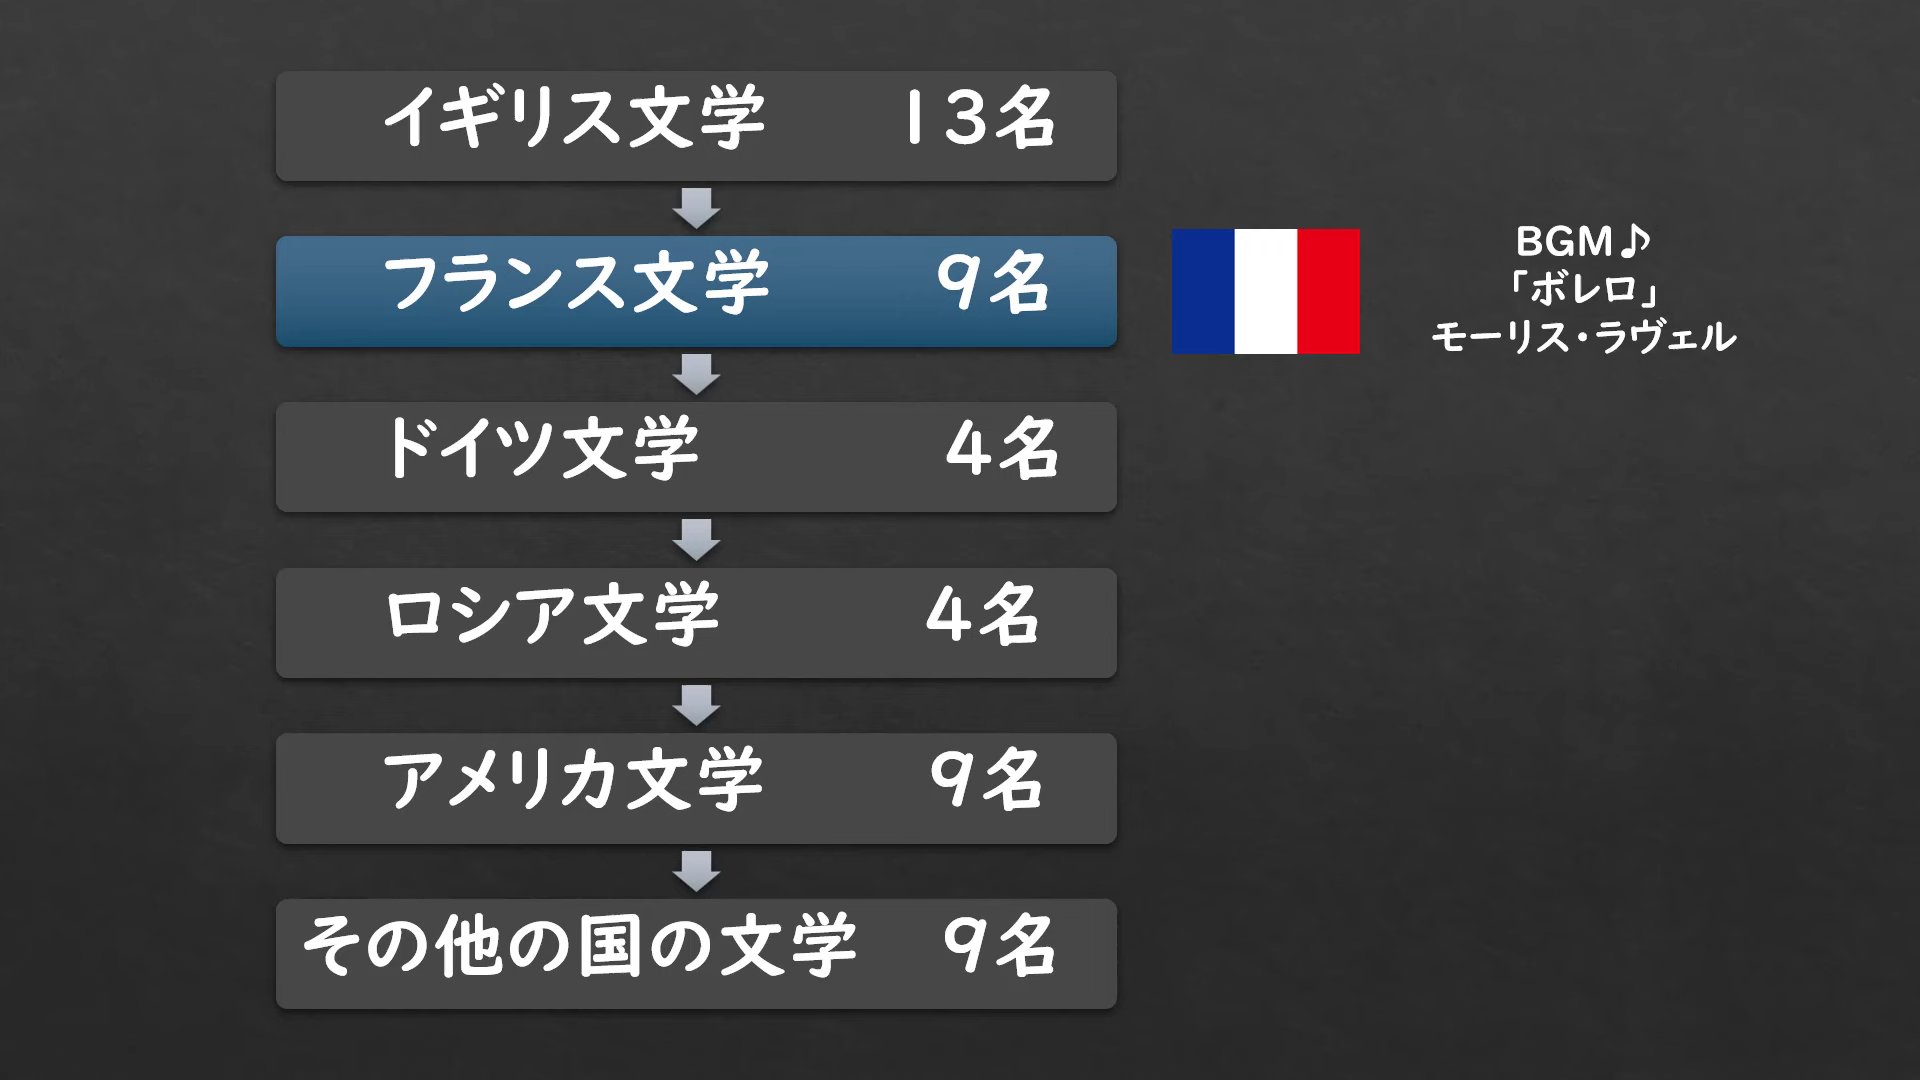 イギリス文学　　13名
フランス文学　　9名
BGM♪
「ボレロ」
モーリス・ラヴェル
ドイツ文学　　4名
ロシア文学　　4名
アメリカ文学　　9名
その他の国の文学　9名